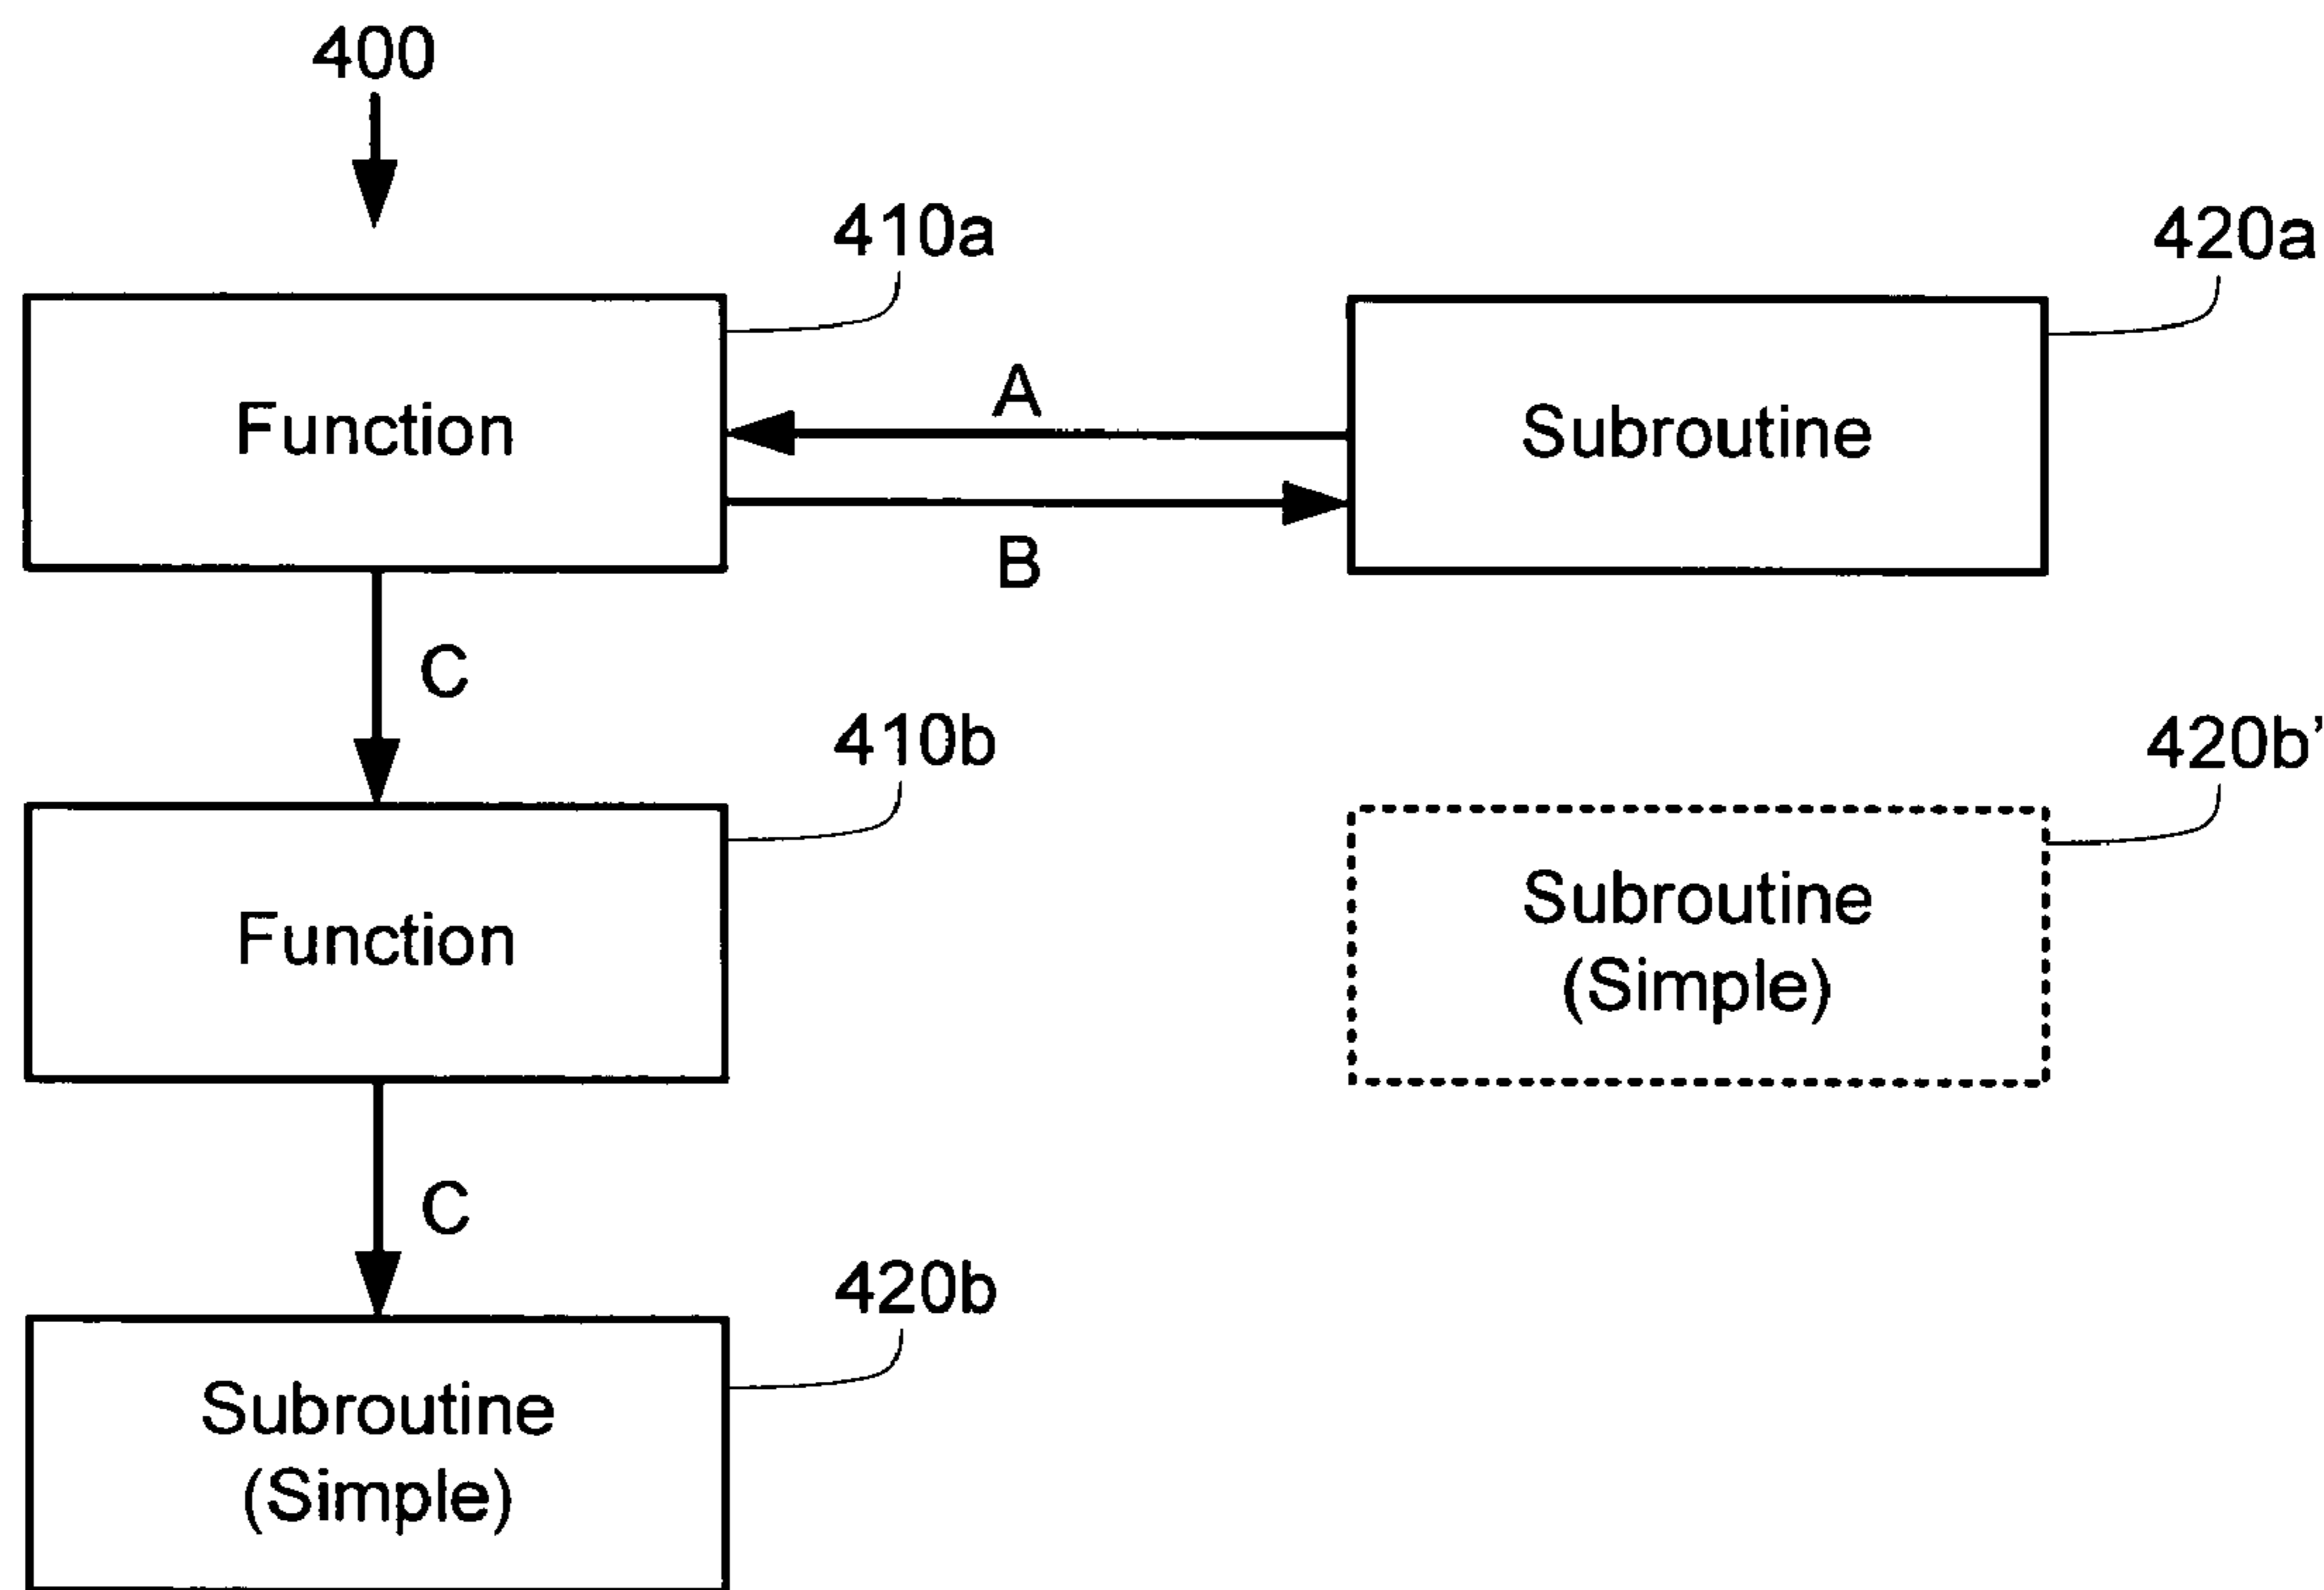 400
410a
420a
Function
A
Subroutine
B
C
410b
420b’
Function
Subroutine
(Simple)
C
420b
Subroutine
(Simple)